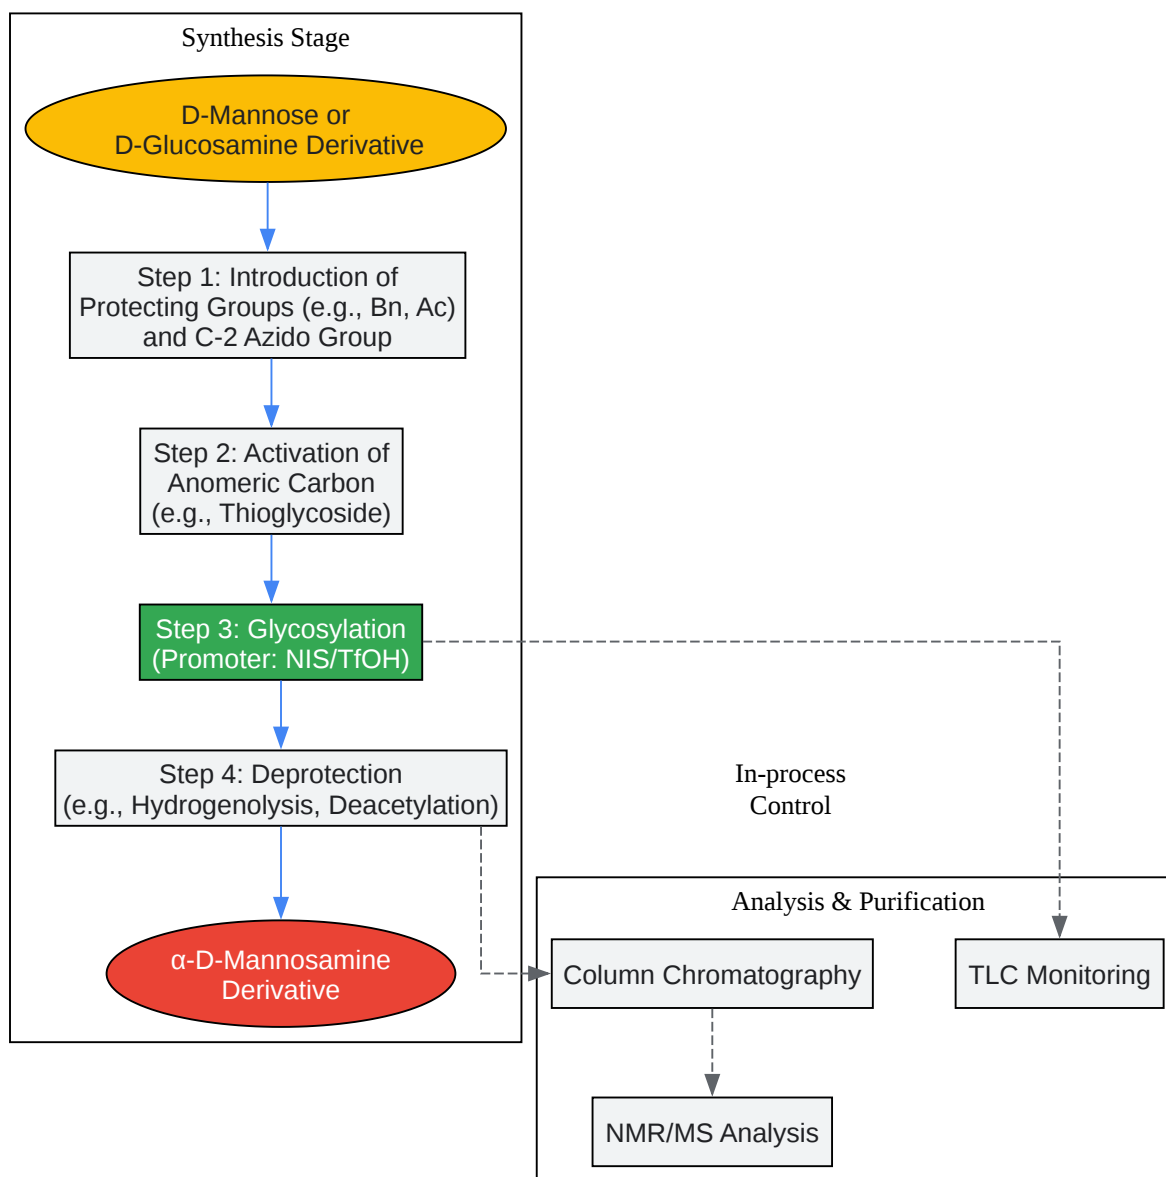 Synthesis Stage
D-Mannose or
D-Glucosamine Derivative
Step 1: Introduction of
Protecting Groups (e.g., Bn, Ac)
and C-2 Azido Group
Step 2: Activation of
Anomeric Carbon
(e.g., Thioglycoside)
Step 3: Glycosylation
(Promoter: NIS/TfOH)
Step 4: Deprotection
(e.g., Hydrogenolysis, Deacetylation)
α-D-Mannosamine
Derivative
In-process
Control
Analysis & Purification
Column Chromatography
TLC Monitoring
NMR/MS Analysis